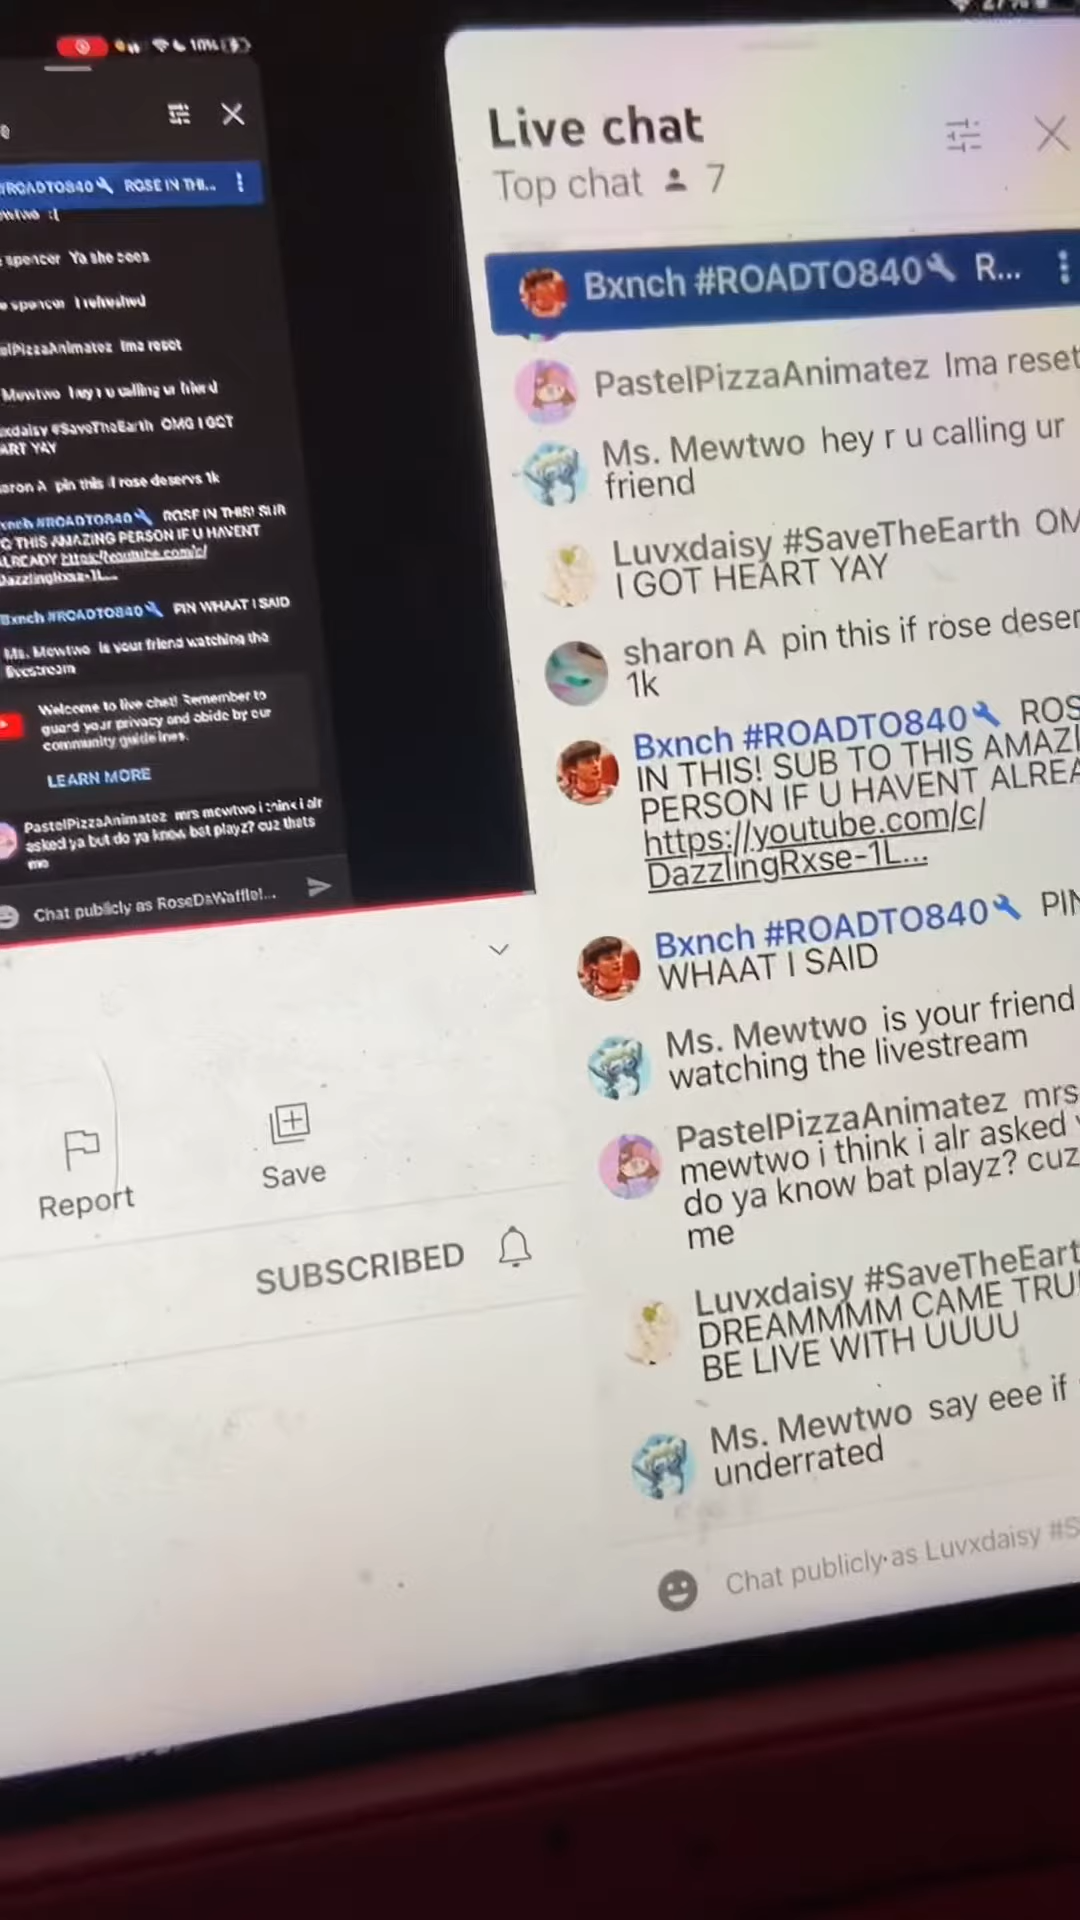 10%
ROADTO840 ROSE IN THI...
spencer Ya she does
spencer I refreshed
PizzaAnimatez Ima reset
Mewtwo hey r u calling ur friend
#SaveTheEarth OMG I GOT
YAY
aron A pin this if rose deservs 1k
#ROADTO840 ROSE IN THIS! SUB
THIS AMAZING PERSON IF U HAVENT
ALREADY https://youtube.com/c/
DazzlingRxse-1L...
Bxnch #ROADTO840 PIN WHAAT I SAID
Ms. Mewtwo is your friend watching the
livestream
Welcome to live chat! Remember to
guard your privacy and abide by our
community guidelines.
LEARN MORE
PastelPizzaAnimatez mrs mewtwo i think i alr
asked ya but do ya know bat playz? cuz thats
me
Chat publicly as RoseDaWaffle!...
Report
Save
SUBSCRIBED
27%
Live chat
Top chat 7
Bxnch #ROADTO840 R...
PastelPizzaAnimatez Ima reset
Ms. Mewtwo hey r u calling ur
friend
Luvxdaisy #SaveTheEarth OM
I GOT HEART YAY
sharon A pin this if rose deser
1k
Bxnch #ROADTO840 ROS
IN THIS! SUB TO THIS AMAZI
PERSON IF U HAVENT ALREA
https://youtube.com/c/
DazzlingRxse-1L...
Bxnch #ROADTO840 PIN
WHAAT I SAID
Ms. Mewtwo is your friend
watching the livestream
PastelPizzaAnimatez mrs
mewtwo i think i alr asked
do ya know bat playz? cuz
me
Luvxdaisy #SaveTheEart
DREAMMMM CAME TRU
BE LIVE WITH UUUU
Ms. Mewtwo say eee if
underrated
Chat publicly as Luvxdaisy #S